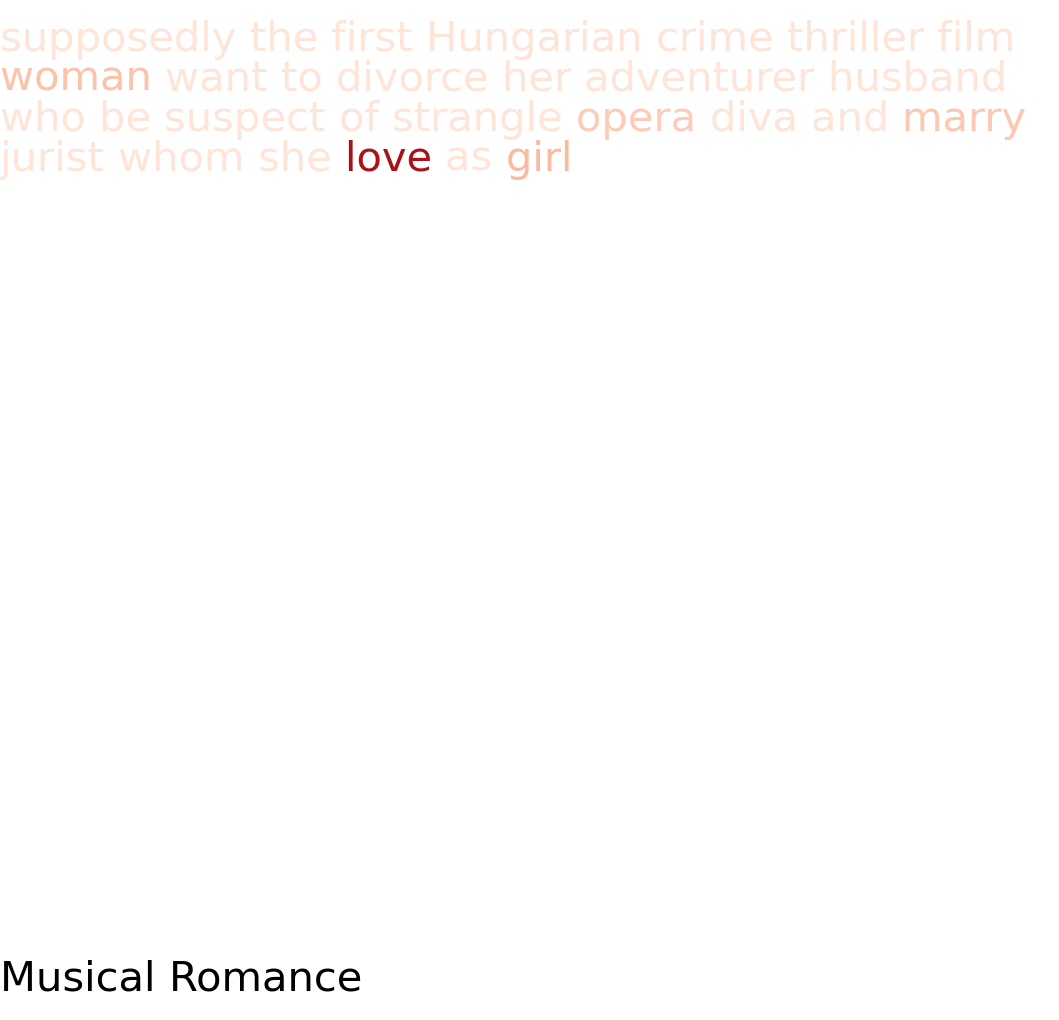 supposedly the first Hungarian crime thriller film
woman want to divorce her adventurer husband
who be suspect of strangle opera diva and marry
jurist whom she love as girl
Musical Romance